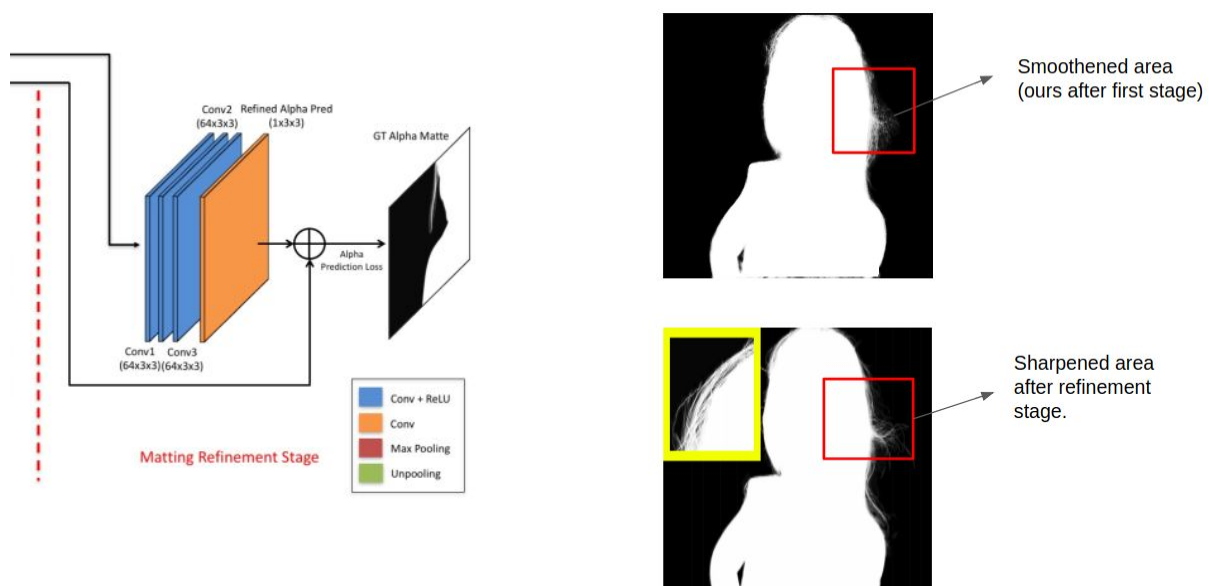 Conv2
(64x3x3)
Refined Alpha Pred
(1x3x3)
GT Alpha Matte
Alpha
Prediction Loss
Conv1
(64x3x3)
Conv3
(64x3x3)
Conv + ReLU
Conv
Max Pooling
Unpooling
Matting Refinement Stage
Smoothened area
(ours after first stage)
Sharpened area
after refinement
stage.